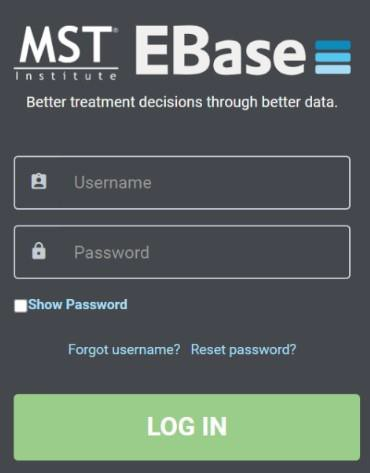 MST® EBase
Institute
Better treatment decisions through better data.
Username
Password
Show Password
Forgot username? Reset password?
LOG IN